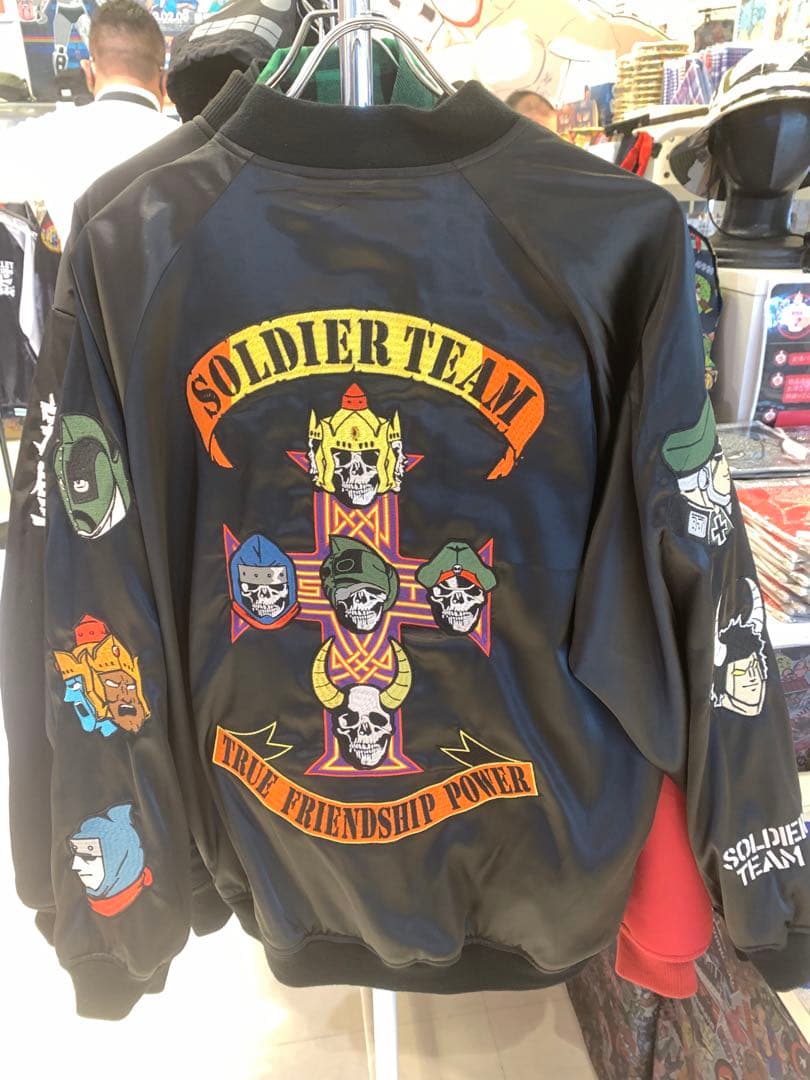 SOLDIER TEAM
S T
TRUE FRIENDSHIP POWER
SOLDIER
TEAM